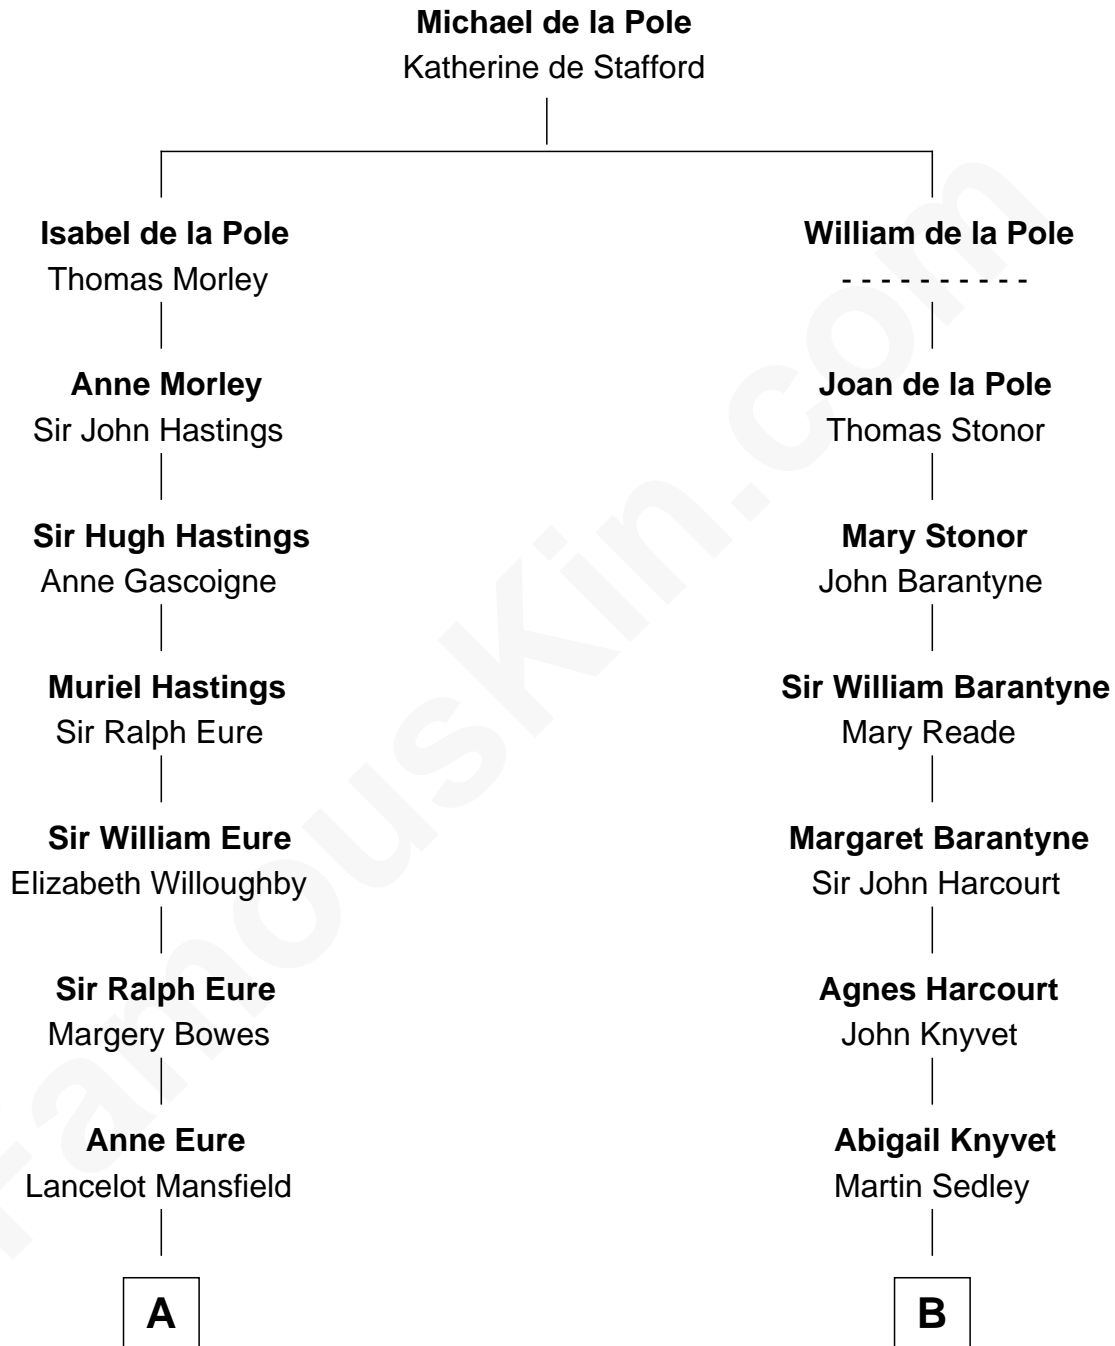 Michael de la Pole
Katherine de Stafford
Isabel de la Pole
Thomas Morley
William de la Pole
- - - - - - - - - -
Anne Morley
Sir John Hastings
Joan de la Pole
Thomas Stonor
Sir Hugh Hastings
Anne Gascoigne
Mary Stonor
John Barantyne
Muriel Hastings
Sir Ralph Eure
Sir William Barantyne
Mary Reade
Sir William Eure
Elizabeth Willoughby
Margaret Barantyne
Sir John Harcourt
Sir Ralph Eure
Margery Bowes
Agnes Harcourt
John Knyvet
Anne Eure
Lancelot Mansfield
Abigail Knyvet
Martin Sedley
A
B
FamousKin.com